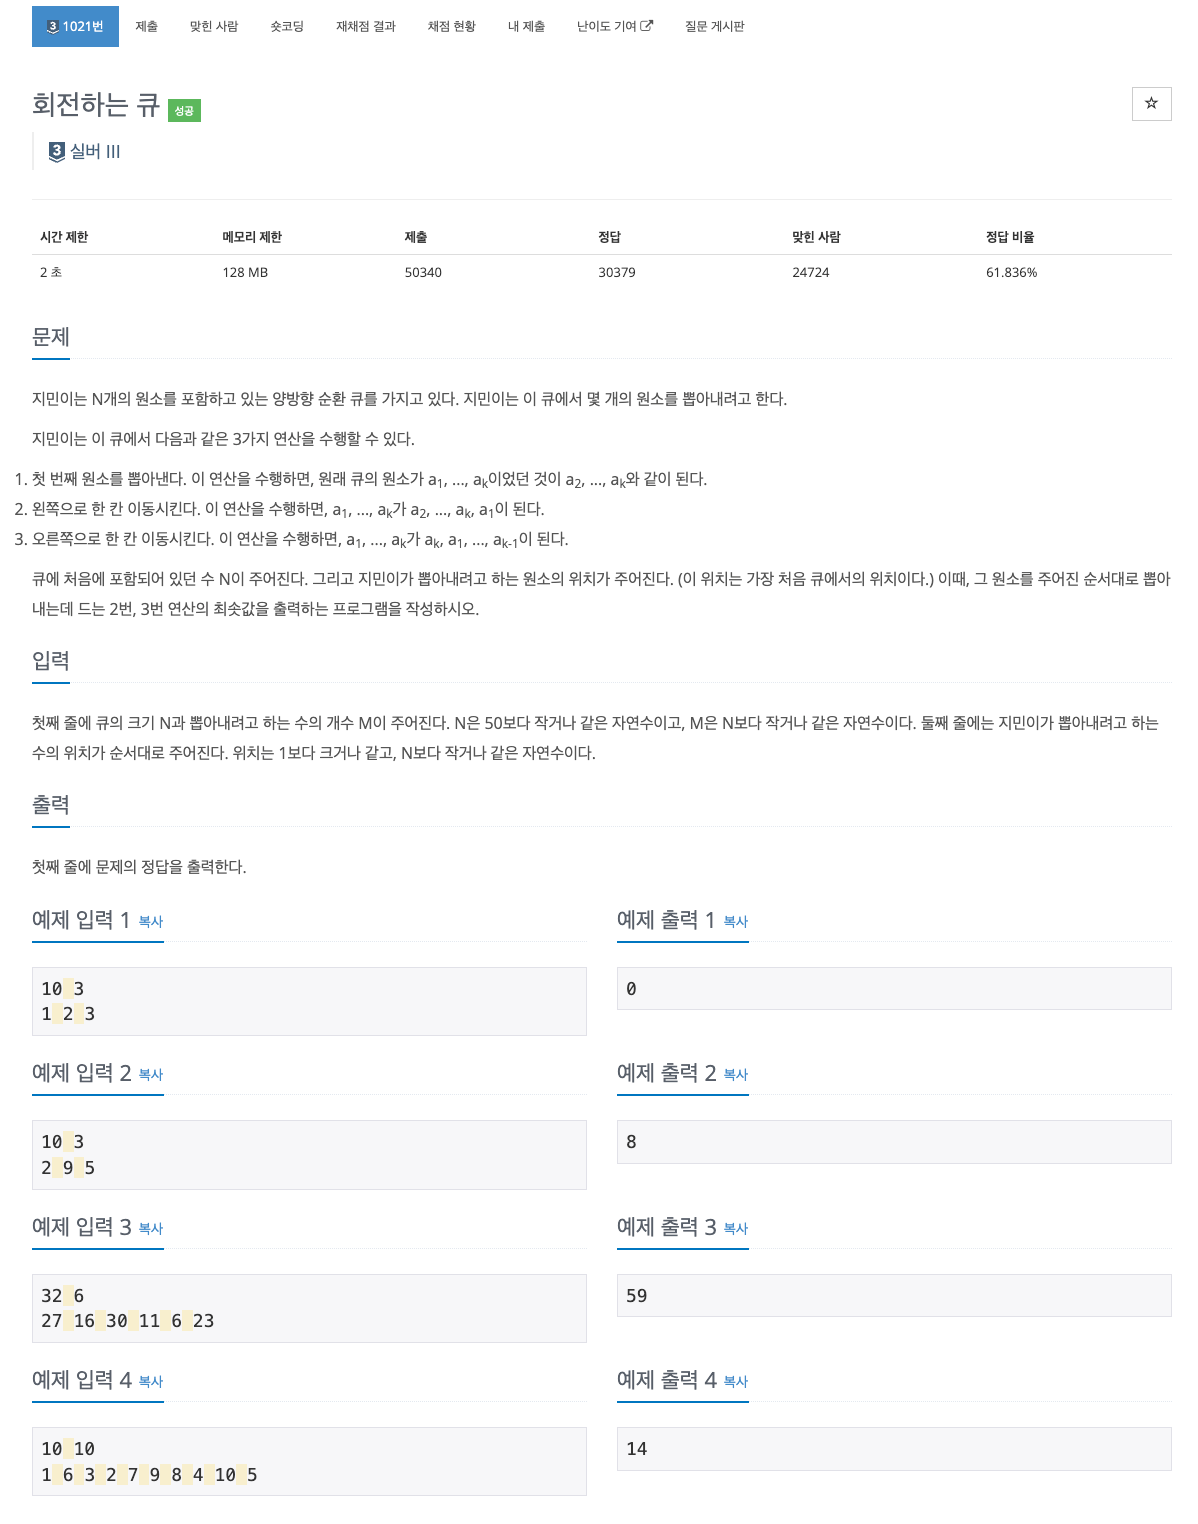 3 1021번 제출 맞힌 사람 숏코딩 재채점 결과 채점 현황 내 제출 난이도 기여 질문 게시판
회전하는 큐 성공
3 실버 III
시간 제한 메모리 제한 제출 정답 맞힌 사람 정답 비율
2 초 128 MB 50340 30379 24724 61.836%
문제
지민이는 N개의 원소를 포함하고 있는 양방향 순환 큐를 가지고 있다. 지민이는 이 큐에서 몇 개의 원소를 뽑아내려고 한다.
지민이는 이 큐에서 다음과 같은 3가지 연산을 수행할 수 있다.
1. 첫 번째 원소를 뽑아낸다. 이 연산을 수행하면, 원래 큐의 원소가 a1, ..., ak이었던 것이 a2, ..., ak와 같이 된다.
2. 왼쪽으로 한 칸 이동시킨다. 이 연산을 수행하면, a1, ..., ak가 a2, ..., ak, a1이 된다.
3. 오른쪽으로 한 칸 이동시킨다. 이 연산을 수행하면, a1, ..., ak가 ak, a1, ..., ak-1이 된다.
큐에 처음에 포함되어 있던 수 N이 주어진다. 그리고 지민이가 뽑아내려고 하는 원소의 위치가 주어진다. (이 위치는 가장 처음 큐에서의 위치이다.) 이때, 그 원소를 주어진 순서대로 뽑아
내는데 드는 2번, 3번 연산의 최솟값을 출력하는 프로그램을 작성하시오.
입력
첫째 줄에 큐의 크기 N과 뽑아내려고 하는 수의 개수 M이 주어진다. N은 50보다 작거나 같은 자연수이고, M은 N보다 작거나 같은 자연수이다. 둘째 줄에는 지민이가 뽑아내려고 하는
수의 위치가 순서대로 주어진다. 위치는 1보다 크거나 같고, N보다 작거나 같은 자연수이다.
출력
첫째 줄에 문제의 정답을 출력한다.
예제 입력 1 복사 예제 출력 1 복사
10 3
1 2 3
0
예제 입력 2 복사 예제 출력 2 복사
10 3
2 9 5
8
예제 입력 3 복사 예제 출력 3 복사
32 6
27 16 30 11 6 23
59
예제 입력 4 복사 예제 출력 4 복사
10 10
1 6 3 2 7 9 8 4 10 5
14